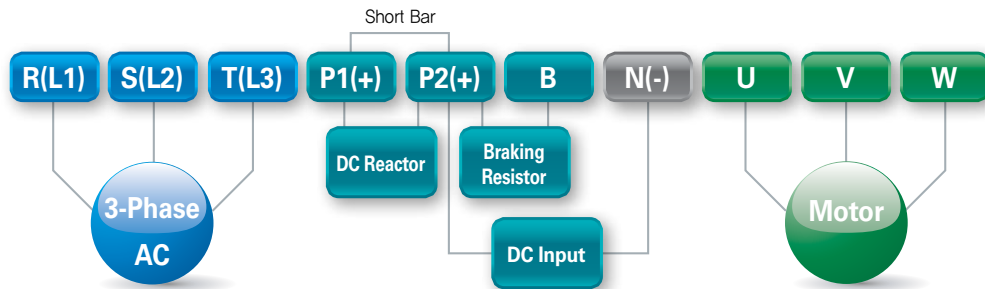 Short Bar
R(L1) S(L2) T(L3) P1(+) P2(+) B N(-) U V W
DC Reactor
Braking
Resistor
3-Phase
AC
Motor
DC Input